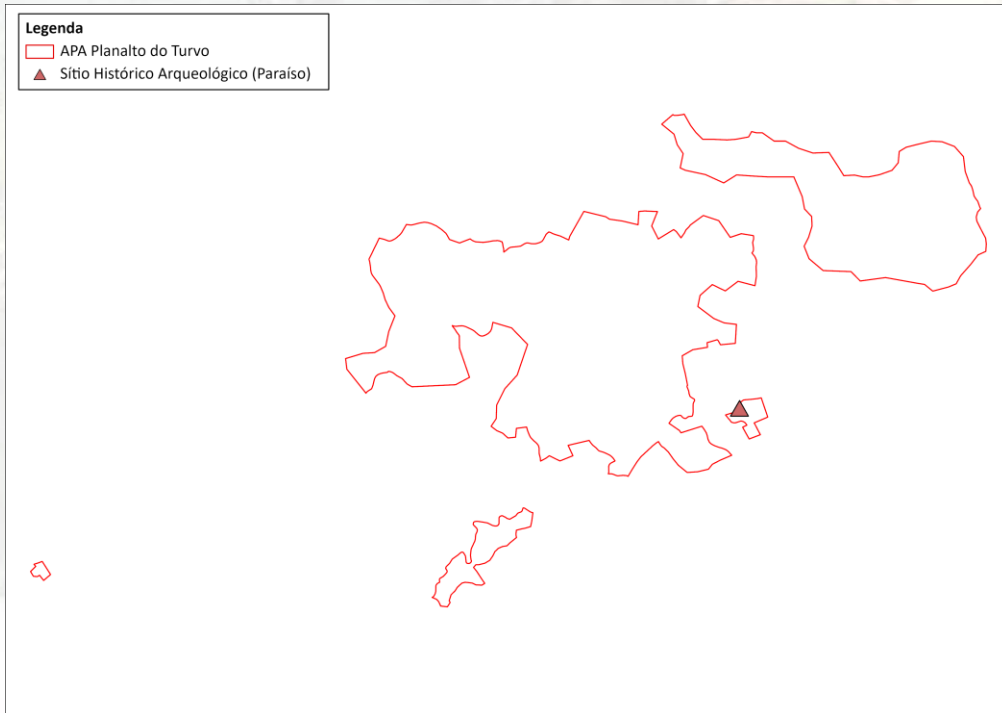 Legenda
APA Planalto do Turvo
Sítio Histórico Arqueológico (Paraíso)